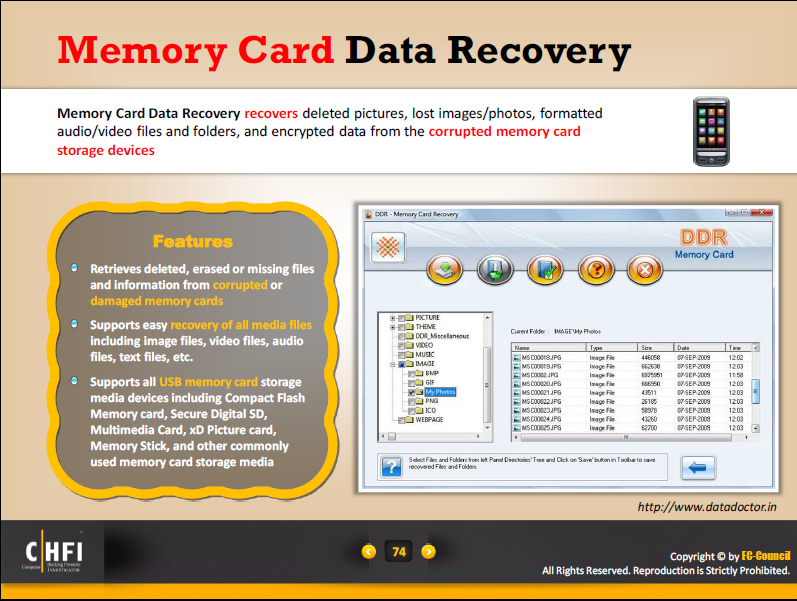 Memory Card Data Recovery
Memory Card Data Recovery recovers deleted pictures, lost images/photos, formatted
audio/video files and folders, and encrypted data from the corrupted memory card
storage devices
Features
Retrieves deleted, erased or missing files
and information from corrupted or
damaged memory cards
Supports easy recovery of all media files
including image files, video files, audio
files, text files, etc.
Supports all USB memory card storage
media devices including Compact Flash
Memory card, Secure Digital SD,
Multimedia Card, xD Picture card,
Memory Stick, and other commonly
used memory card storage media
DDR - Memory Card Recovery
DDR
Memory Card
PICTURE
THEME
DDR_Miscellaneous
VIDEO
MUSIC
IMAGE
BMP
GIF
My Photos
PNG
ICO
WEBPAGE
Current Folder : IMAGE\My Photos
Name Type Size Date Time
MSC00019.JPG Image File 446058 07-SEP-2009 12:02
MSC00018.JPG Image File 662638 07-SEP-2009 12:03
MSC0002.JPG Image File 6975951 07-SEP-2009 11:58
MSC00020.JPG Image File 686950 07-SEP-2009 12:03
MSC00021.JPG Image File 43511 07-SEP-2009 12:03
MSC00022.JPG Image File 26185 07-SEP-2009 12:03
MSC00023.JPG Image File 58978 07-SEP-2009 12:03
MSC00024.JPG Image File 43260 07-SEP-2009 12:03
MSC00025.JPG Image File 62700 07-SEP-2009 12:03
Select Files and Folders from left Panel Directories' Tree and Click on 'Save' button in Toolbar to save
recovered Files and Folders.
http://www.datadoctor.in
CHFI
Computer Hacking Forensic
INVESTIGATOR
74
Copyright © by EC-Council
All Rights Reserved. Reproduction is Strictly Prohibited.